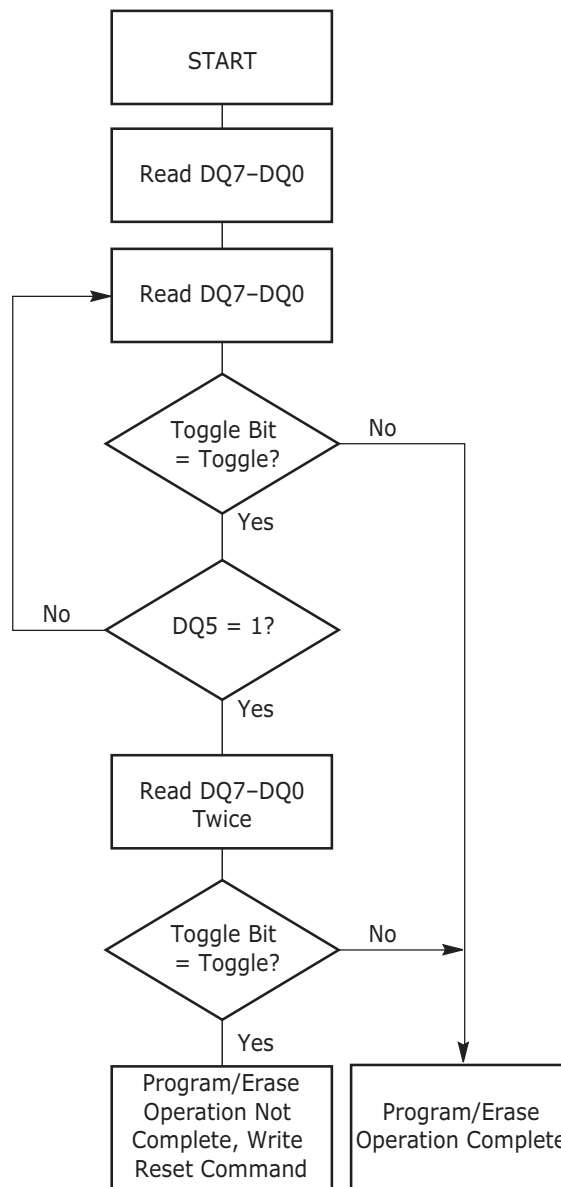 START
Read DQ7–DQ0
Read DQ7–DQ0
Toggle Bit
= Toggle?
No
Yes
No
DQ5 = 1?
Yes
Read DQ7–DQ0
Twice
Toggle Bit
= Toggle?
No
Yes
Program/Erase
Operation Not
Complete, Write
Reset Command
Program/Erase
Operation Complete